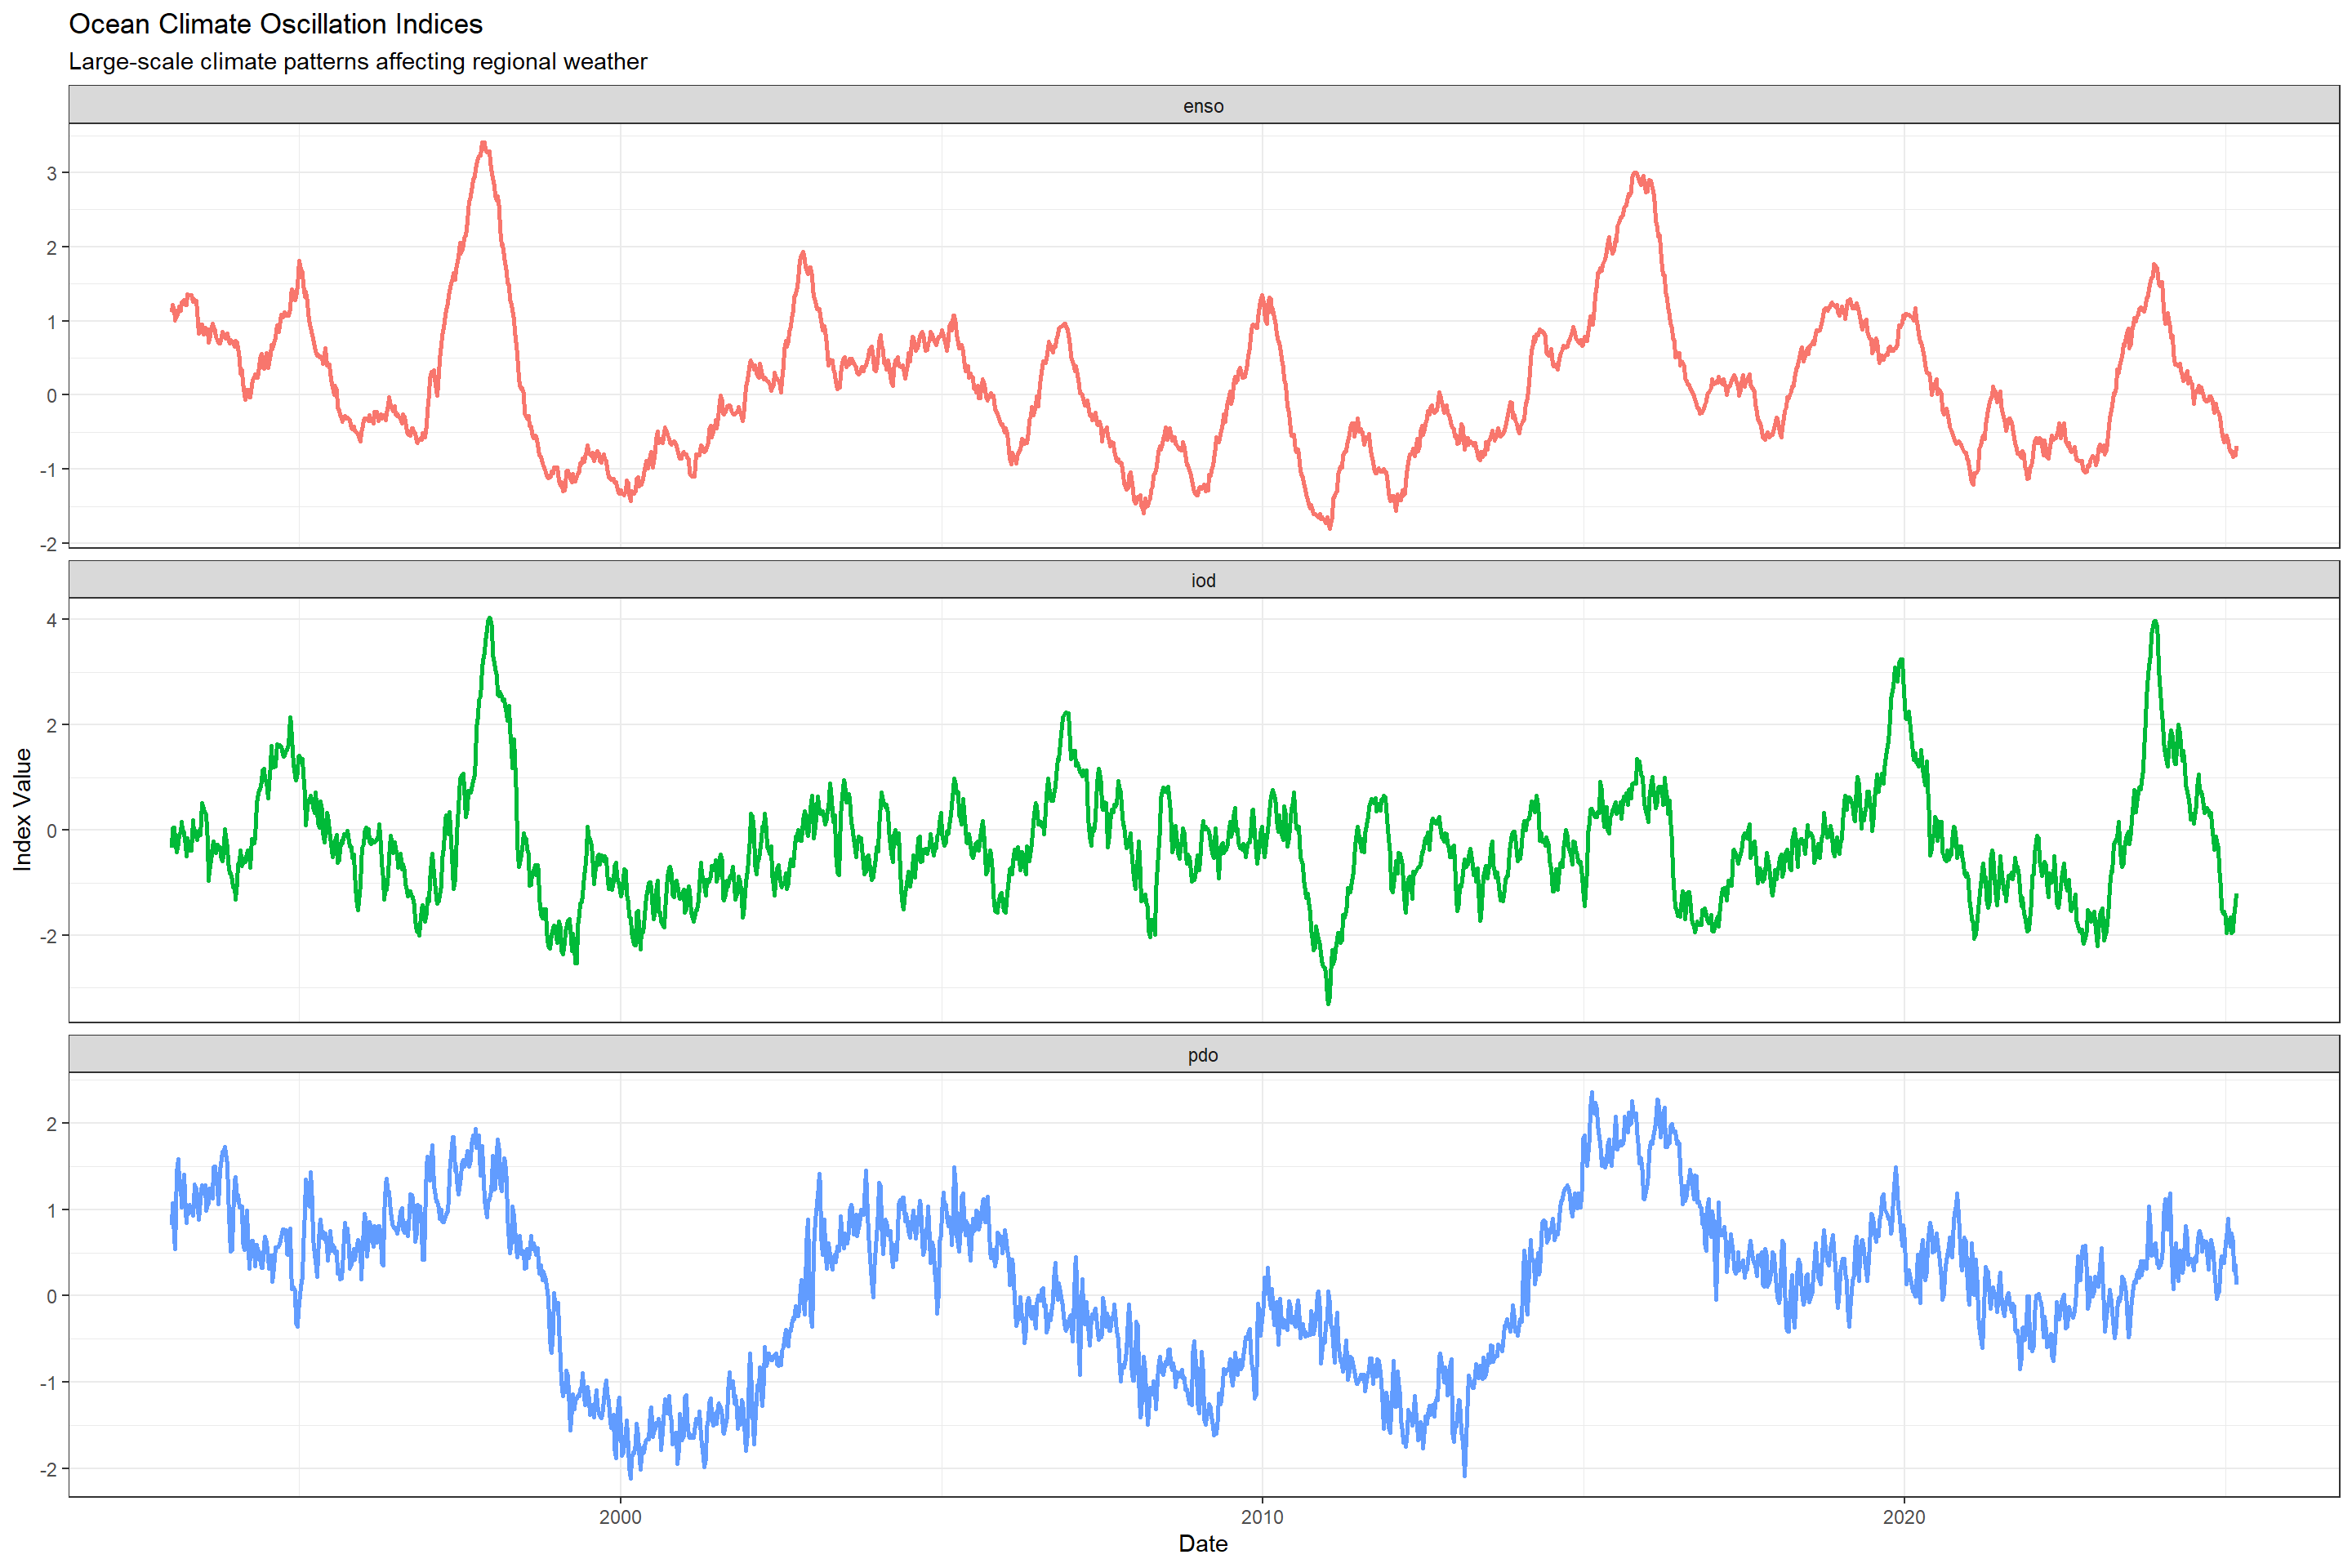 Ocean Climate Oscillation Indices
Large-scale climate patterns affecting regional weather
enso
3
2
1
0
-1
-2
iod
4
2
0
-2
Index Value
pdo
2
1
0
-1
-2
2000
2010
2020
Date